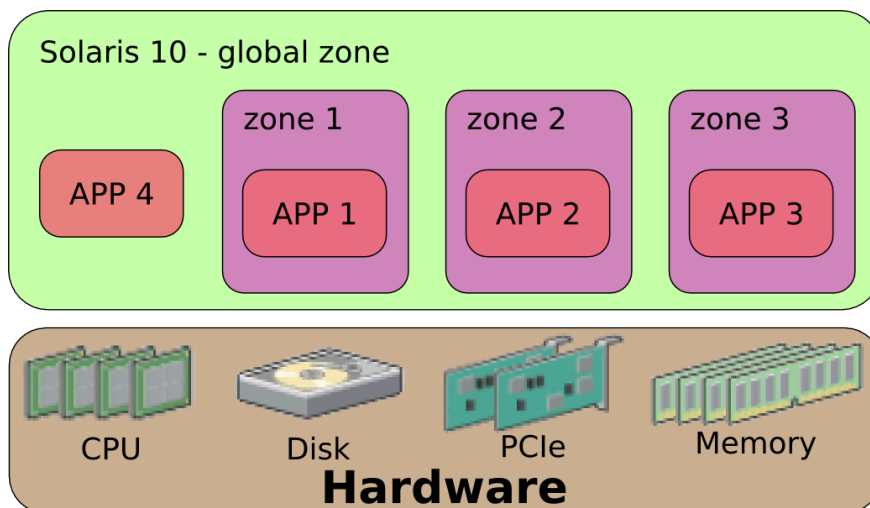 Solaris 10 - global zone
zone 1
zone 2
zone 3
APP 4
APP 1
APP 2
APP 3
CPU
Disk
PCIe
Memory
Hardware